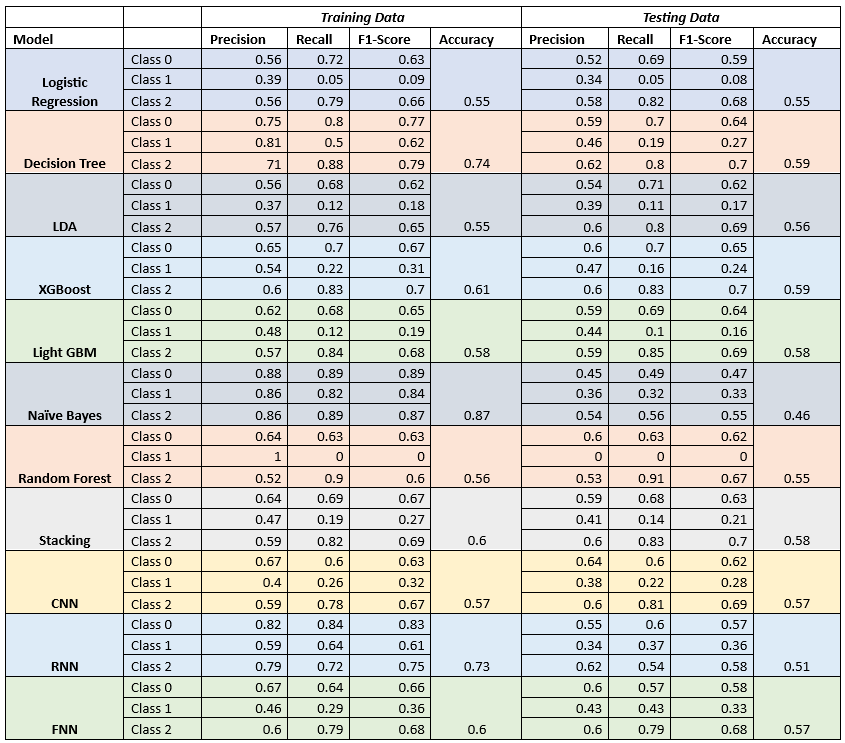 Training Data Testing Data
Model Precision Recall F1-Score Accuracy Precision Recall F1-Score Accuracy
Class 0 0.56 0.72 0.63 0.52 0.69 0.59
Logistic Class 1 0.39 0.05 0.09 0.34 0.05 0.08
Regression Class 2 0.56 0.79 0.66 0.55 0.58 0.82 0.68 0.55
Class 0 0.75 0.8 0.77 0.59 0.7 0.64
Class 1 0.81 0.5 0.62 0.46 0.19 0.27
Decision Tree Class 2 71 0.88 0.79 0.74 0.62 0.8 0.7 0.59
Class 0 0.56 0.68 0.62 0.54 0.71 0.62
Class 1 0.37 0.12 0.18 0.39 0.11 0.17
LDA Class 2 0.57 0.76 0.65 0.55 0.6 0.8 0.69 0.56
Class 0 0.65 0.7 0.67 0.6 0.7 0.65
Class 1 0.54 0.22 0.31 0.47 0.16 0.24
XGBoost Class 2 0.6 0.83 0.7 0.61 0.6 0.83 0.7 0.59
Class 0 0.62 0.68 0.65 0.59 0.69 0.64
Class 1 0.48 0.12 0.19 0.44 0.1 0.16
Light GBM Class 2 0.57 0.84 0.68 0.58 0.59 0.85 0.69 0.58
Class 0 0.88 0.89 0.89 0.45 0.49 0.47
Class 1 0.86 0.82 0.84 0.36 0.32 0.33
Naïve Bayes Class 2 0.86 0.89 0.87 0.87 0.54 0.56 0.55 0.46
Class 0 0.64 0.63 0.63 0.6 0.63 0.62
Class 1 1 0 0 0 0 0
Random Forest Class 2 0.52 0.9 0.6 0.56 0.53 0.91 0.67 0.55
Class 0 0.64 0.69 0.67 0.59 0.68 0.63
Class 1 0.47 0.19 0.27 0.41 0.14 0.21
Stacking Class 2 0.59 0.82 0.69 0.6 0.6 0.83 0.7 0.58
Class 0 0.67 0.6 0.63 0.64 0.6 0.62
Class 1 0.4 0.26 0.32 0.38 0.22 0.28
CNN Class 2 0.59 0.78 0.67 0.57 0.6 0.81 0.69 0.57
Class 0 0.82 0.84 0.83 0.55 0.6 0.57
Class 1 0.59 0.64 0.61 0.34 0.37 0.36
RNN Class 2 0.79 0.72 0.75 0.73 0.62 0.54 0.58 0.51
Class 0 0.67 0.64 0.66 0.6 0.57 0.58
Class 1 0.46 0.29 0.36 0.43 0.43 0.33
FNN Class 2 0.6 0.79 0.68 0.6 0.6 0.79 0.68 0.57